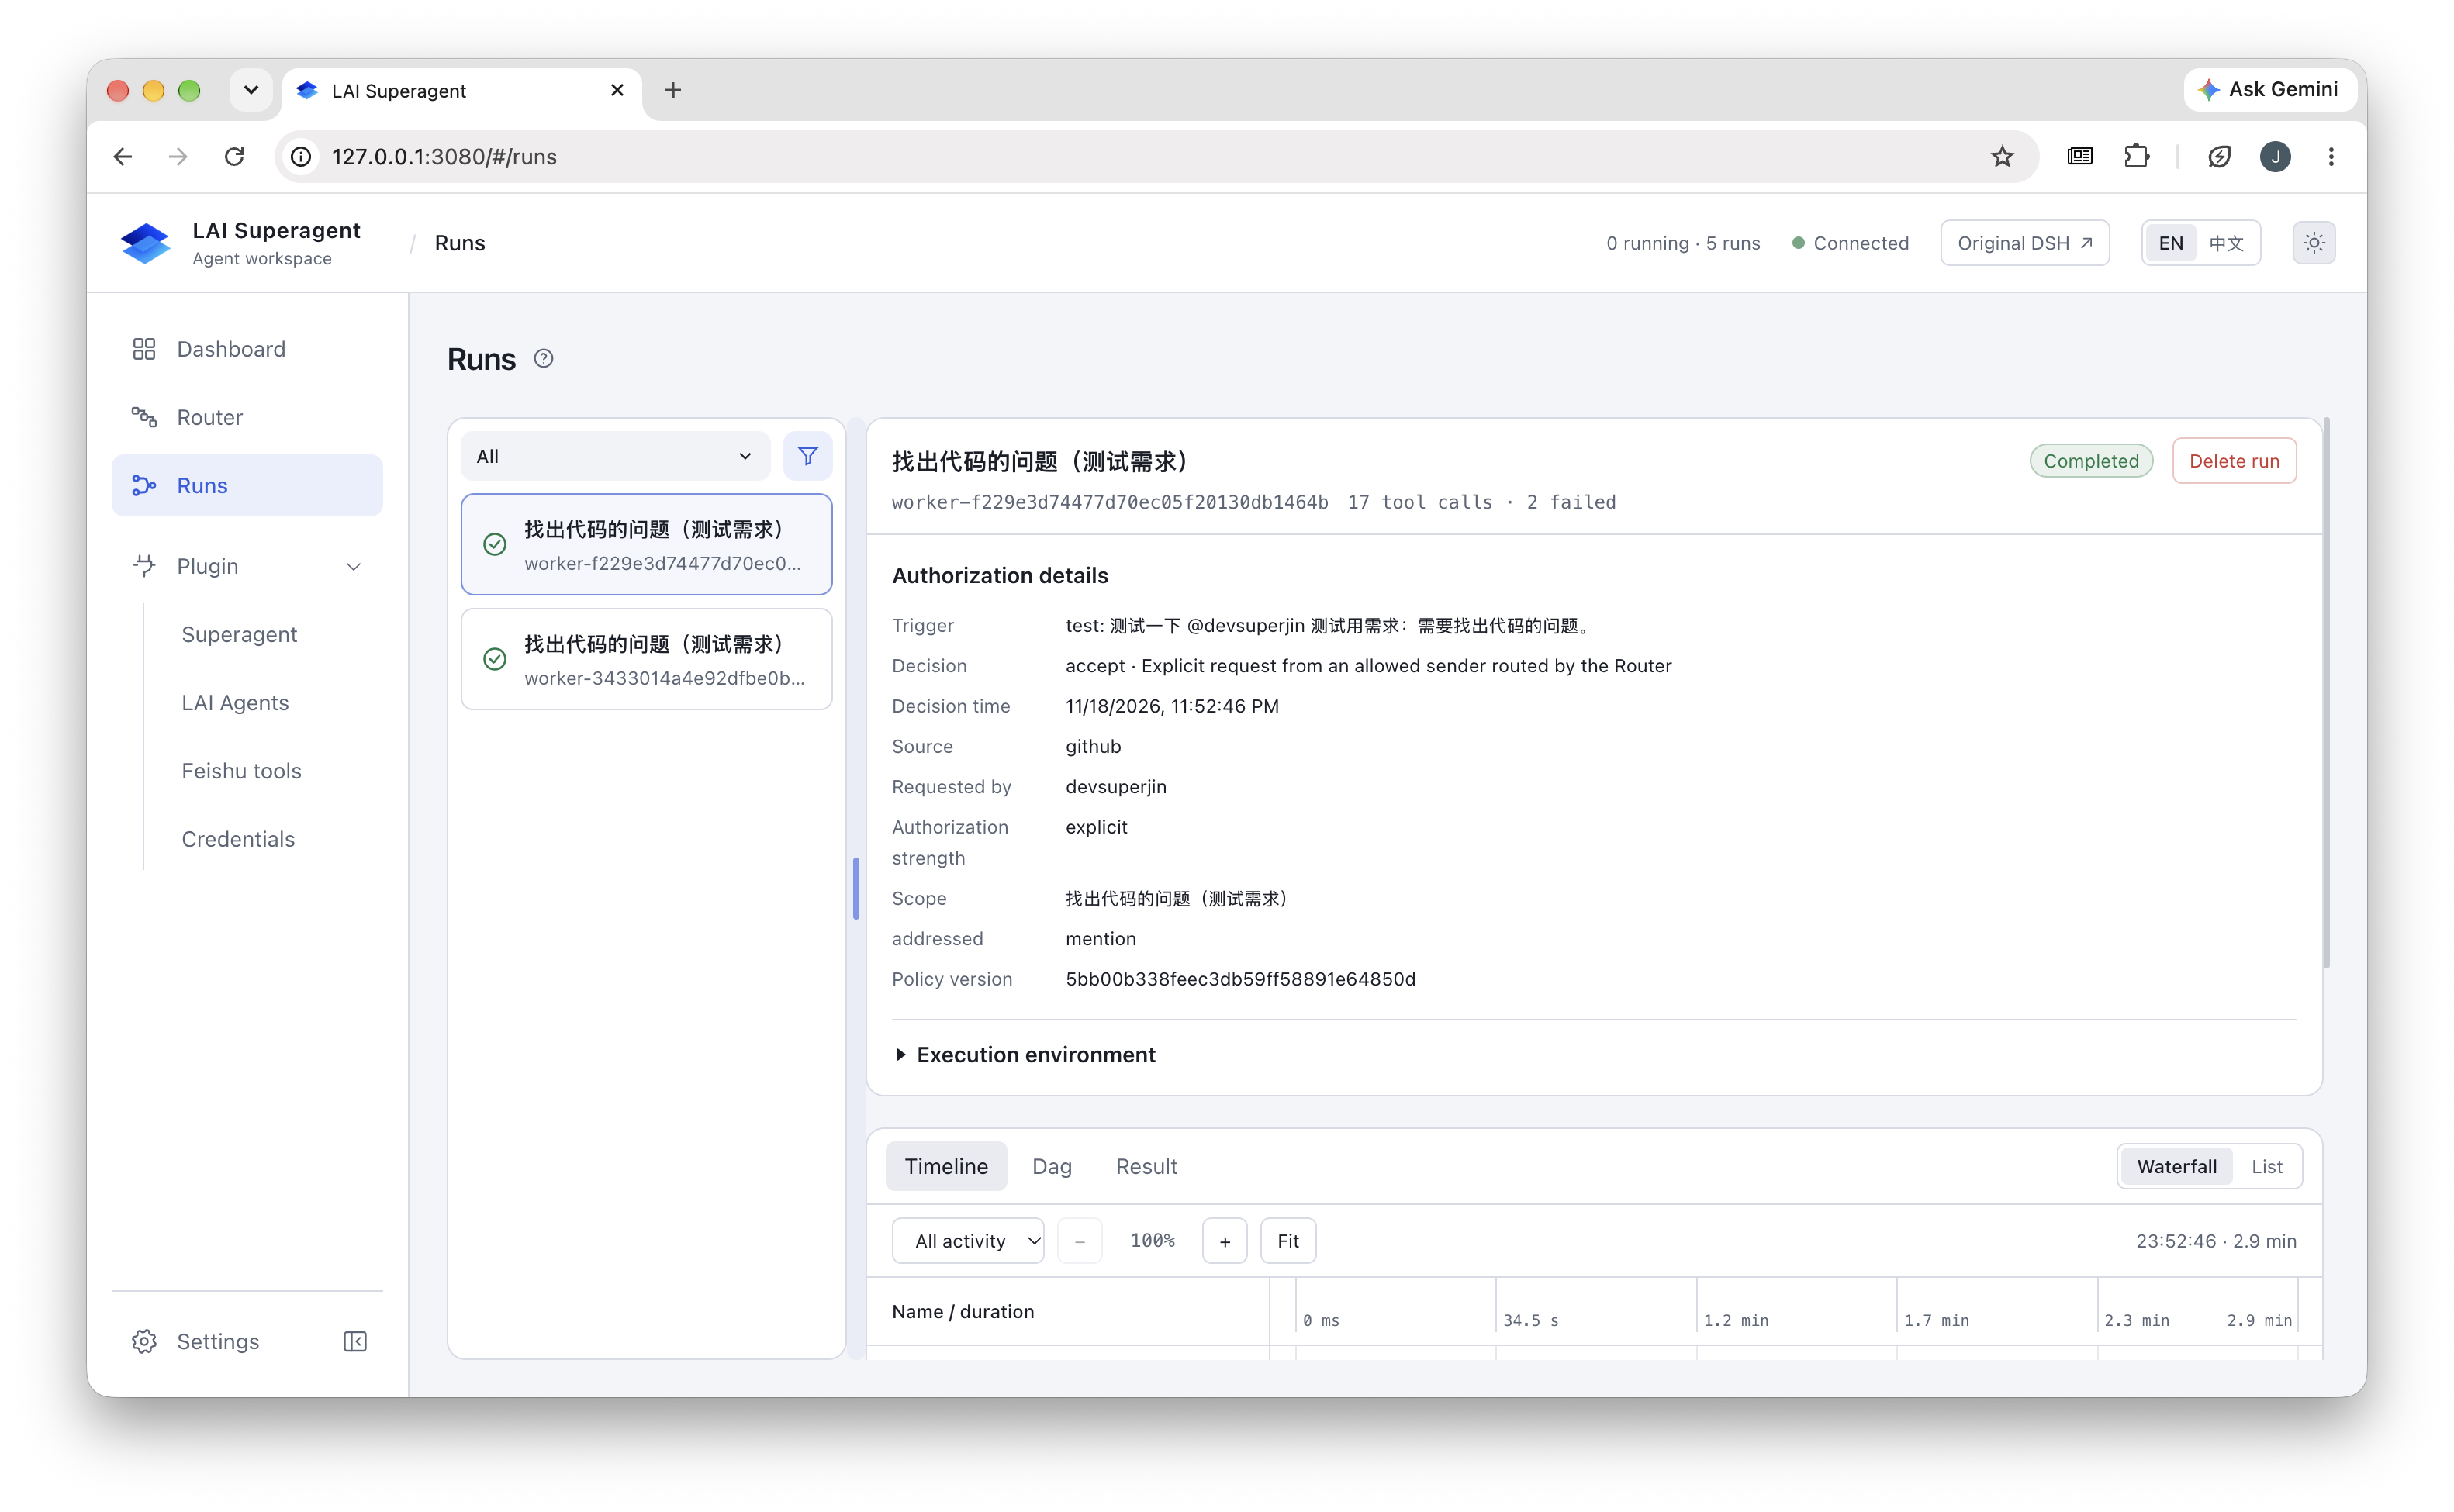 LAI Superagent
Ask Gemini
127.0.0.1:3080/#/runs
J
LAI Superagent
Agent workspace
/ Runs
0 running · 5 runs
Connected
Original DSH ↗
EN
中文
Dashboard
Router
Runs
Plugin
Superagent
LAI Agents
Feishu tools
Credentials
Settings
Runs
All
找出代码的问题（测试需求）
worker-f229e3d74477d70ec0...
找出代码的问题（测试需求）
worker-3433014a4e92dfbe0b...
找出代码的问题（测试需求）
Completed
Delete run
worker-f229e3d74477d70ec05f20130db1464b 17 tool calls · 2 failed
Authorization details
Trigger test: 测试一下 @devsuperjin 测试用需求：需要找出代码的问题。
Decision accept · Explicit request from an allowed sender routed by the Router
Decision time 11/18/2026, 11:52:46 PM
Source github
Requested by devsuperjin
Authorization strength explicit
Scope 找出代码的问题（测试需求）
addressed mention
Policy version 5bb00b338feec3db59ff58891e64850d
Execution environment
Timeline
Dag
Result
Waterfall
List
All activity
− 100% +
Fit
23:52:46 · 2.9 min
Name / duration
0 ms
34.5 s
1.2 min
1.7 min
2.3 min
2.9 min